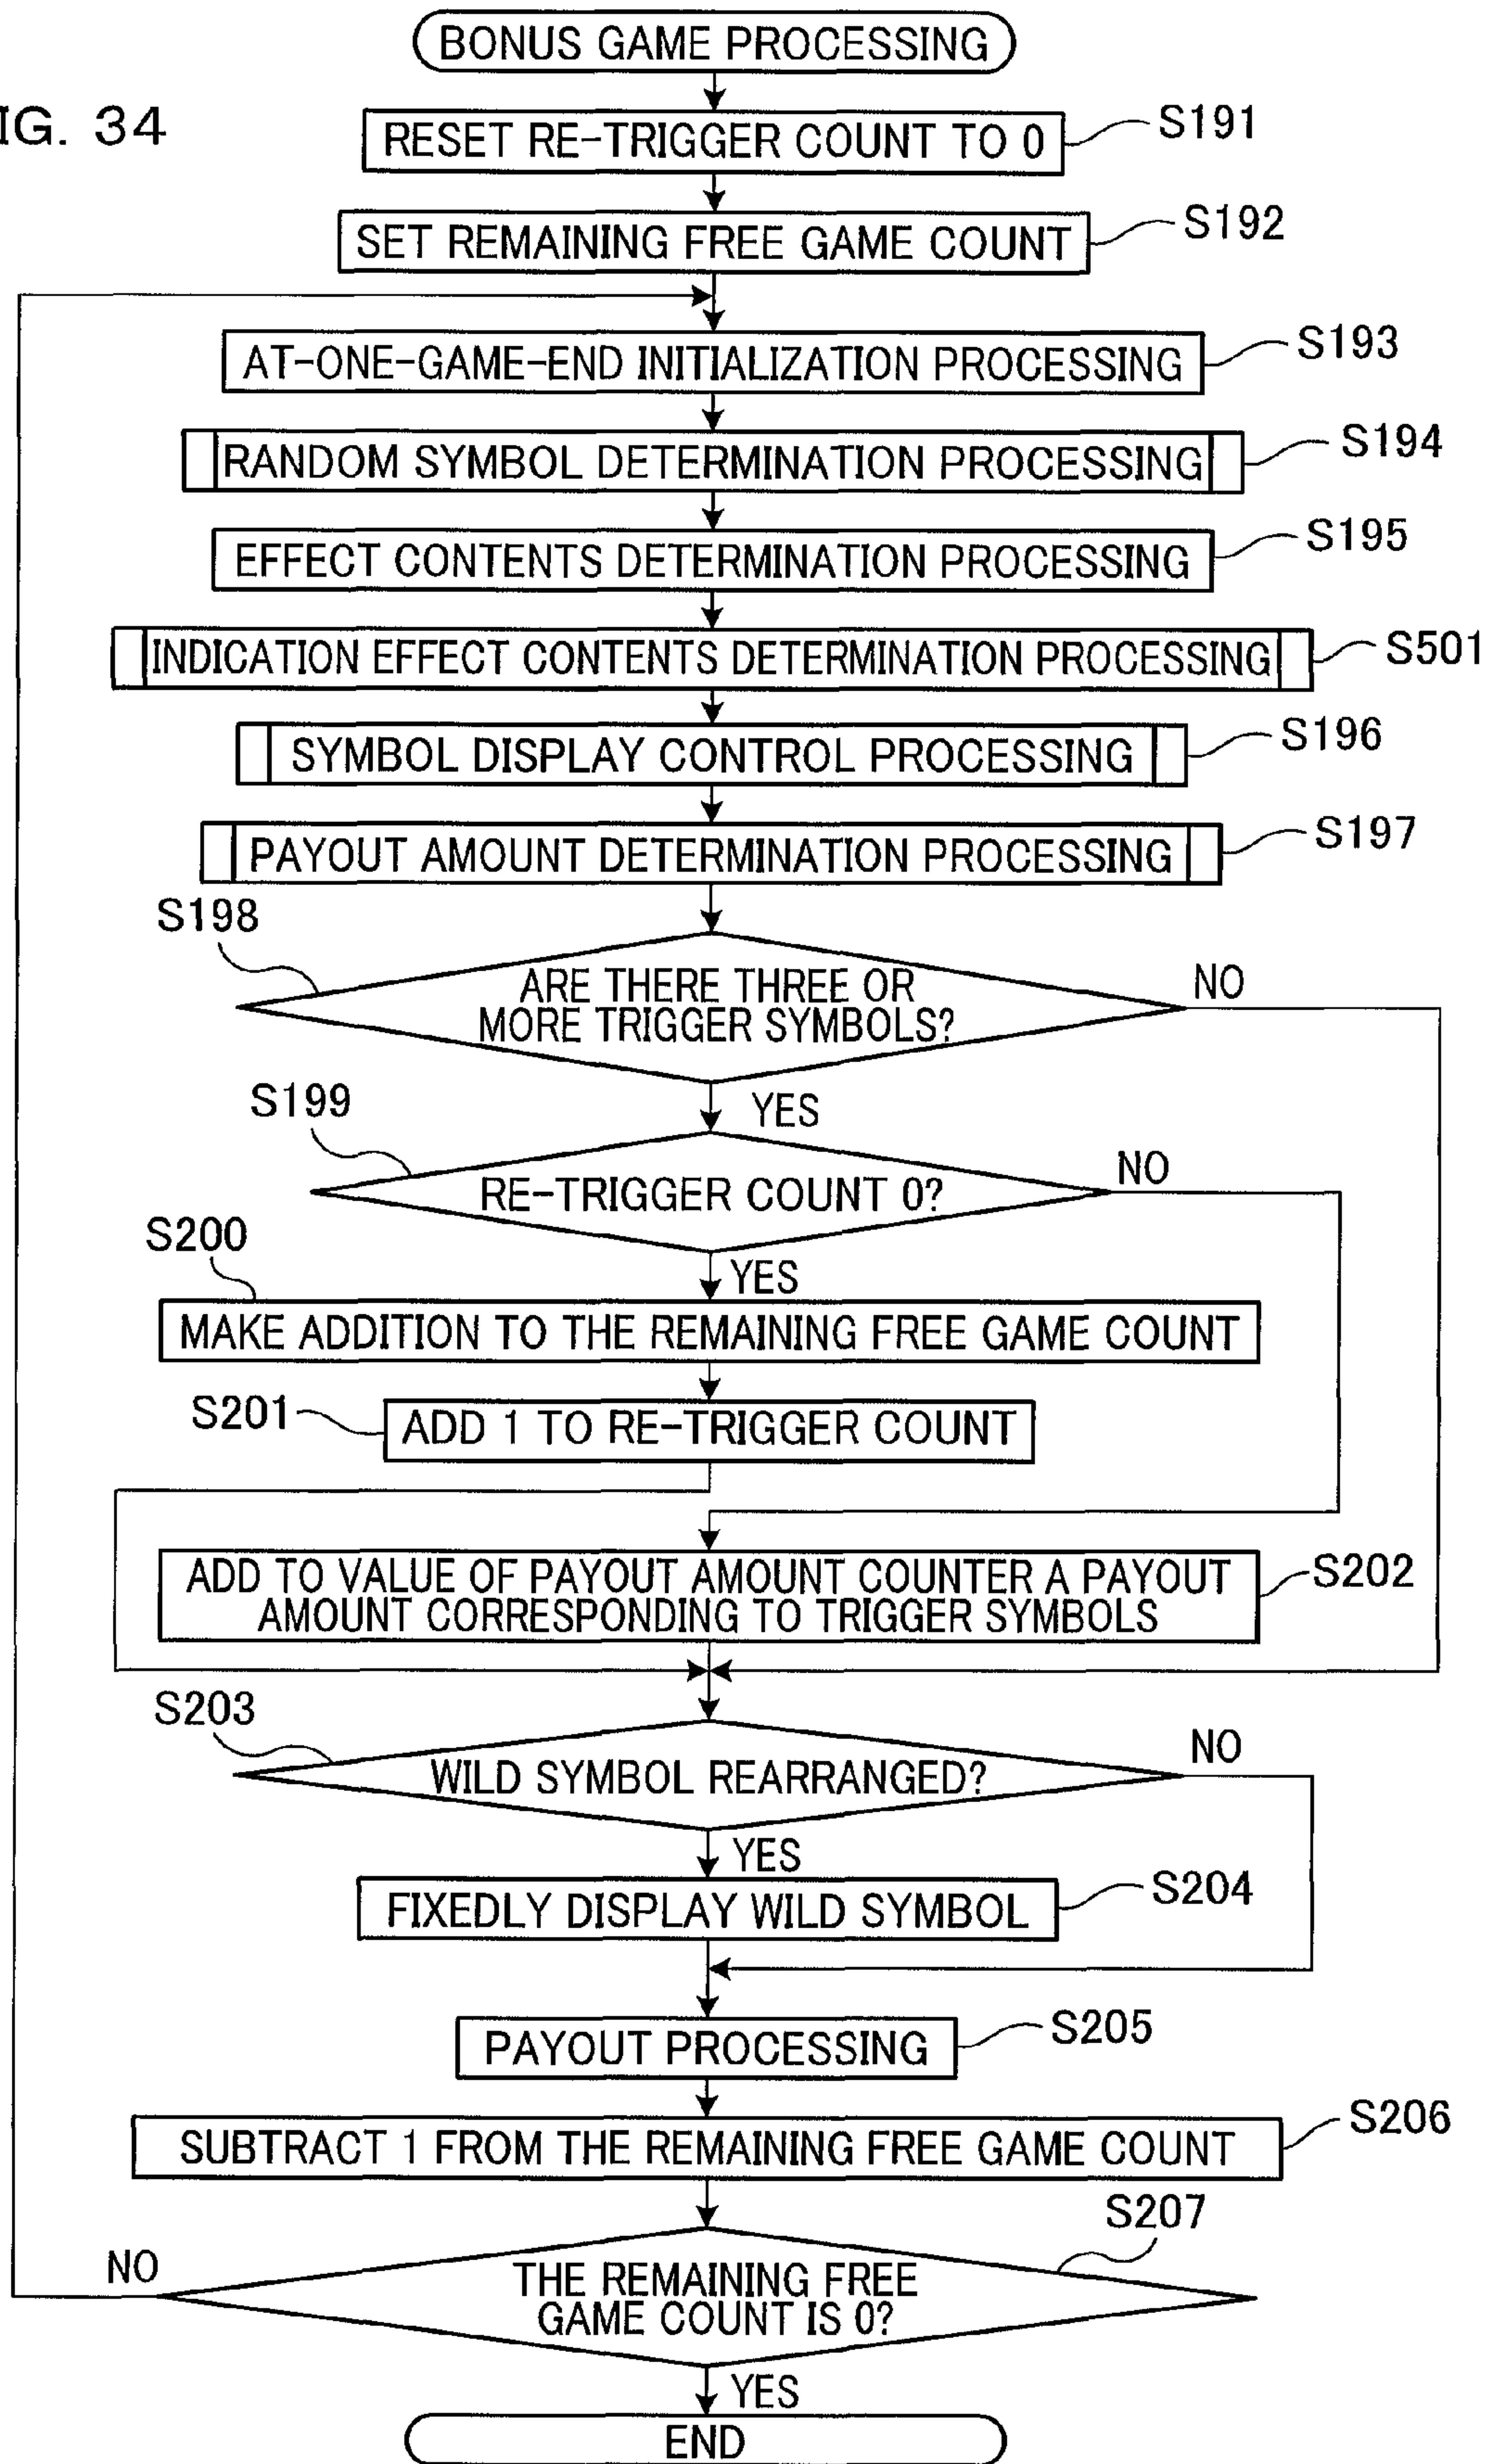 BONUS GAME PROCESSING
IG. 34
RESET RE-TRIGGER COUNT TO 0
S191
SET REMAINING FREE GAME COUNT
S192
AT-ONE-GAME-END INITIALIZATION PROCESSING
S193
RANDOM SYMBOL DETERMINATION PROCESSING
S194
EFFECT CONTENTS DETERMINATION PROCESSING
S195
INDICATION EFFECT CONTENTS DETERMINATION PROCESSING
S501
SYMBOL DISPLAY CONTROL PROCESSING
S196
PAYOUT AMOUNT DETERMINATION PROCESSING
S197
S198
ARE THERE THREE OR
MORE TRIGGER SYMBOLS?
NO
YES
S199
RE-TRIGGER COUNT 0?
NO
YES
S200
MAKE ADDITION TO THE REMAINING FREE GAME COUNT
S201
ADD 1 TO RE-TRIGGER COUNT
ADD TO VALUE OF PAYOUT AMOUNT COUNTER A PAYOUT
AMOUNT CORRESPONDING TO TRIGGER SYMBOLS
S202
S203
WILD SYMBOL REARRANGED?
NO
YES
FIXEDLY DISPLAY WILD SYMBOL
S204
PAYOUT PROCESSING
S205
SUBTRACT 1 FROM THE REMAINING FREE GAME COUNT
S206
S207
NO
THE REMAINING FREE
GAME COUNT IS 0?
YES
END